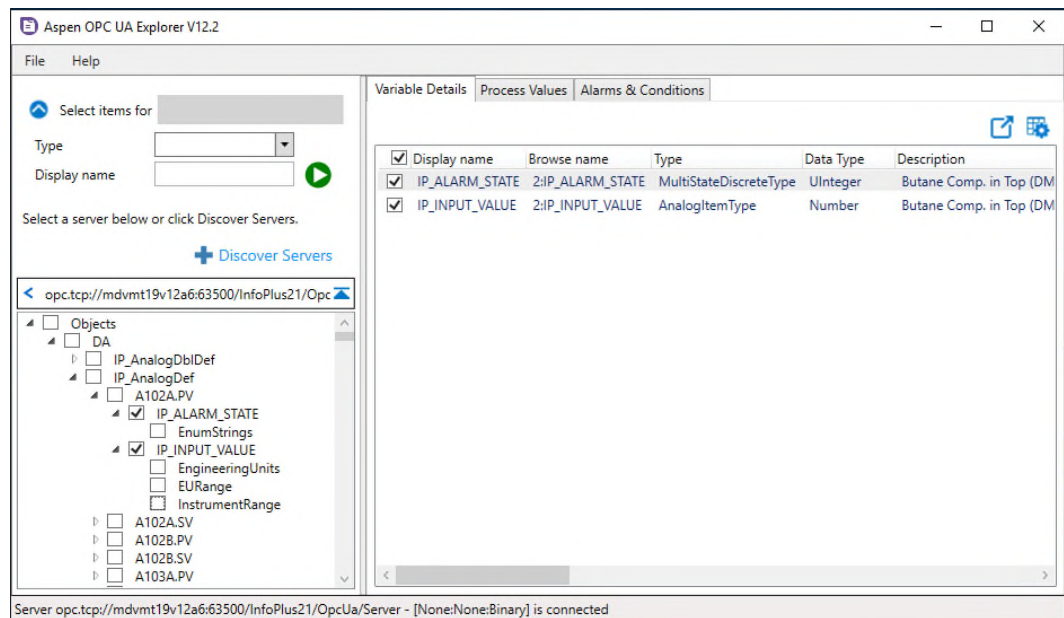 Aspen OPC UA Explorer V12.2
File Help
Select items for
Type
Display name
Select a server below or click Discover Servers.
Discover Servers
opc.tcp://mdvmt19v12a6:63500/InfoPlus21/Opc
Objects
DA
IP_AnalogDblDef
IP_AnalogDef
A102A.PV
IP_ALARM_STATE
EnumStrings
IP_INPUT_VALUE
EngineeringUnits
EURange
InstrumentRange
A102A.SV
A102B.PV
A102B.SV
A103A.PV
Variable Details Process Values Alarms & Conditions
Display name Browse name Type Data Type Description
IP_ALARM_STATE 2:IP_ALARM_STATE MultiStateDiscreteType UInteger Butane Comp. in Top (DM
IP_INPUT_VALUE 2:IP_INPUT_VALUE AnalogItemType Number Butane Comp. in Top (DM
Server opc.tcp://mdvmt19v12a6:63500/InfoPlus21/OpcUa/Server - [None:None:Binary] is connected